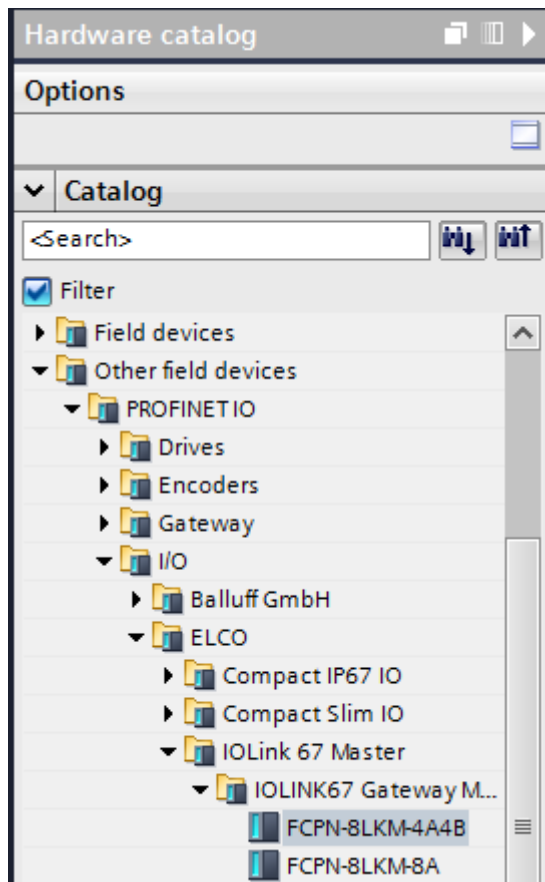 Hardware catalog
Options
Catalog
<Search>
Filter
Field devices
Other field devices
PROFINET IO
Drives
Encoders
Gateway
I/O
Balluff GmbH
ELCO
Compact IP67 IO
Compact Slim IO
IOLink 67 Master
IOLINK67 Gateway M...
FCPN-8LKM-4A4B
FCPN-8LKM-8A